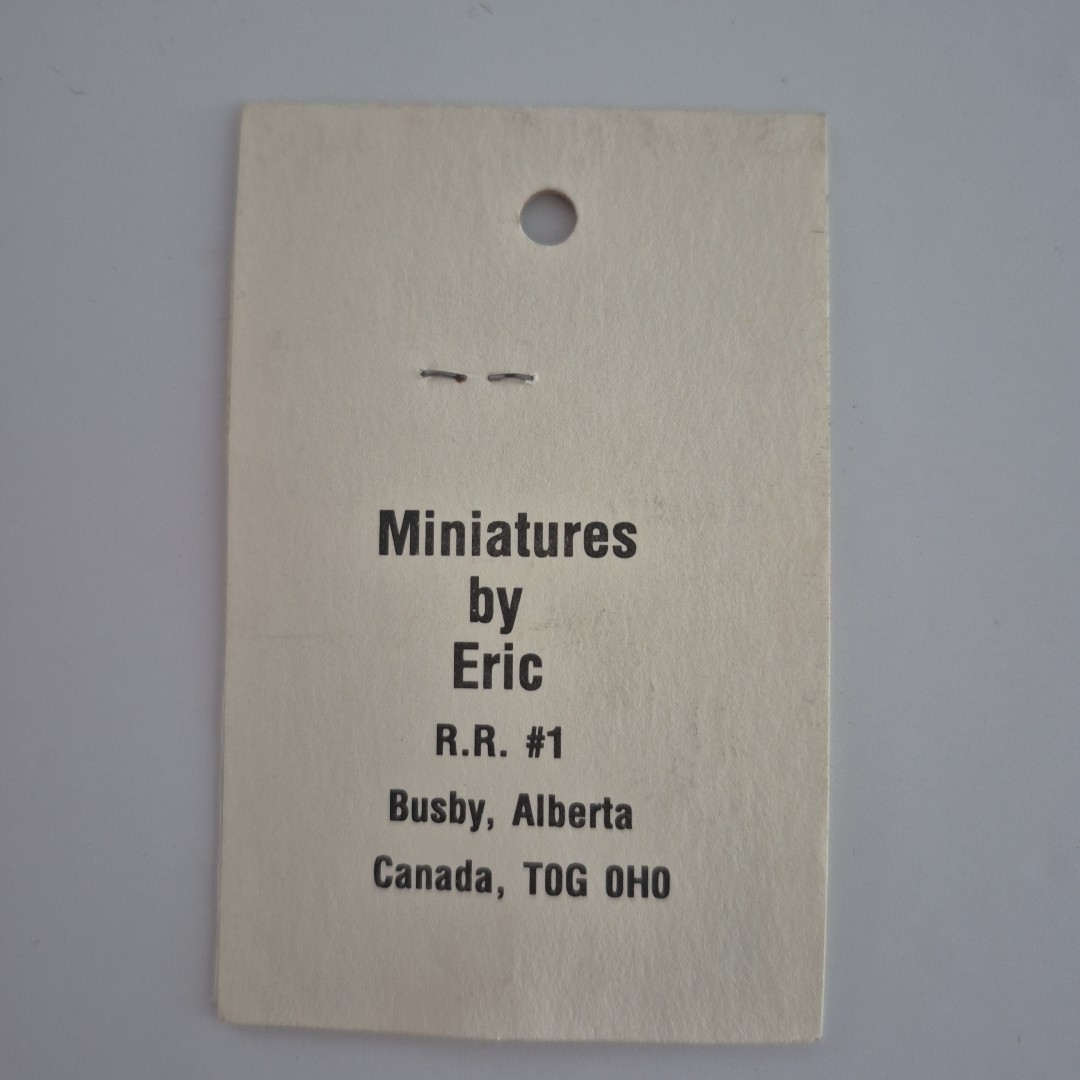 Miniatures
by
Eric
R.R. #1
Busby, Alberta
Canada, T0G 0H0